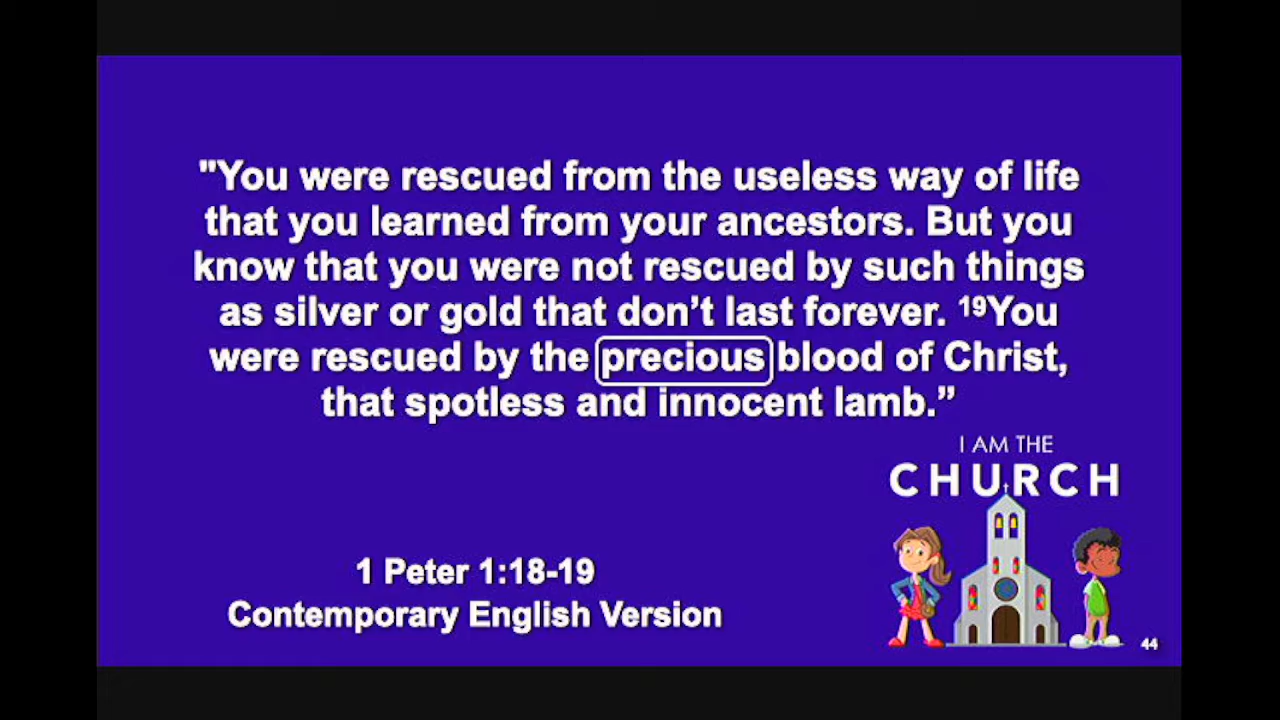 "You were rescued from the useless way of life
that you learned from your ancestors. But you
know that you were not rescued by such things
as silver or gold that don’t last forever. ¹⁹You
were rescued by the precious blood of Christ,
that spotless and innocent lamb.”
I AM THE
CHURCH
1 Peter 1:18-19
Contemporary English Version
44